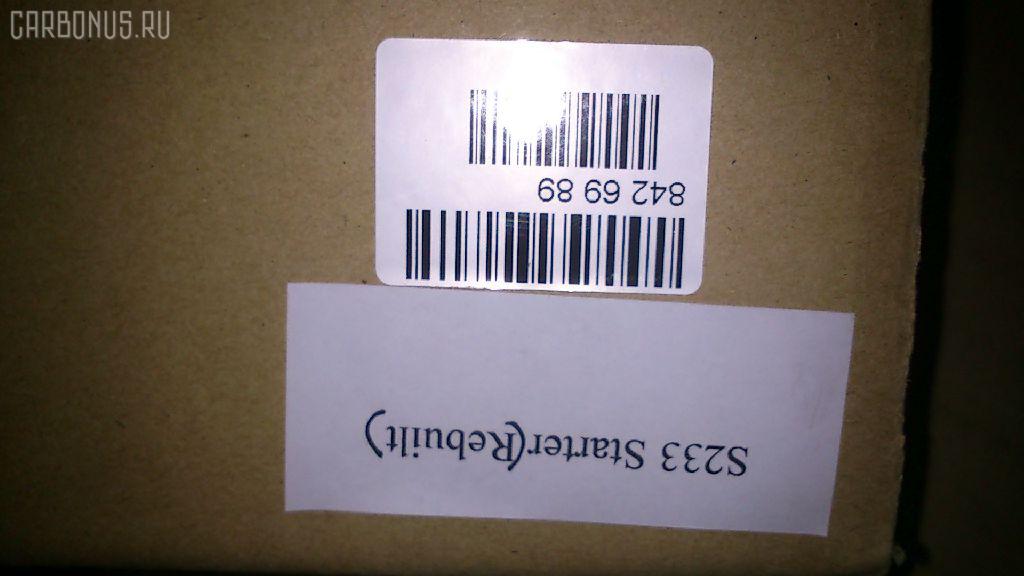 CARBONUS.RU
S233 Starter(Rebuilt)
842 69 89